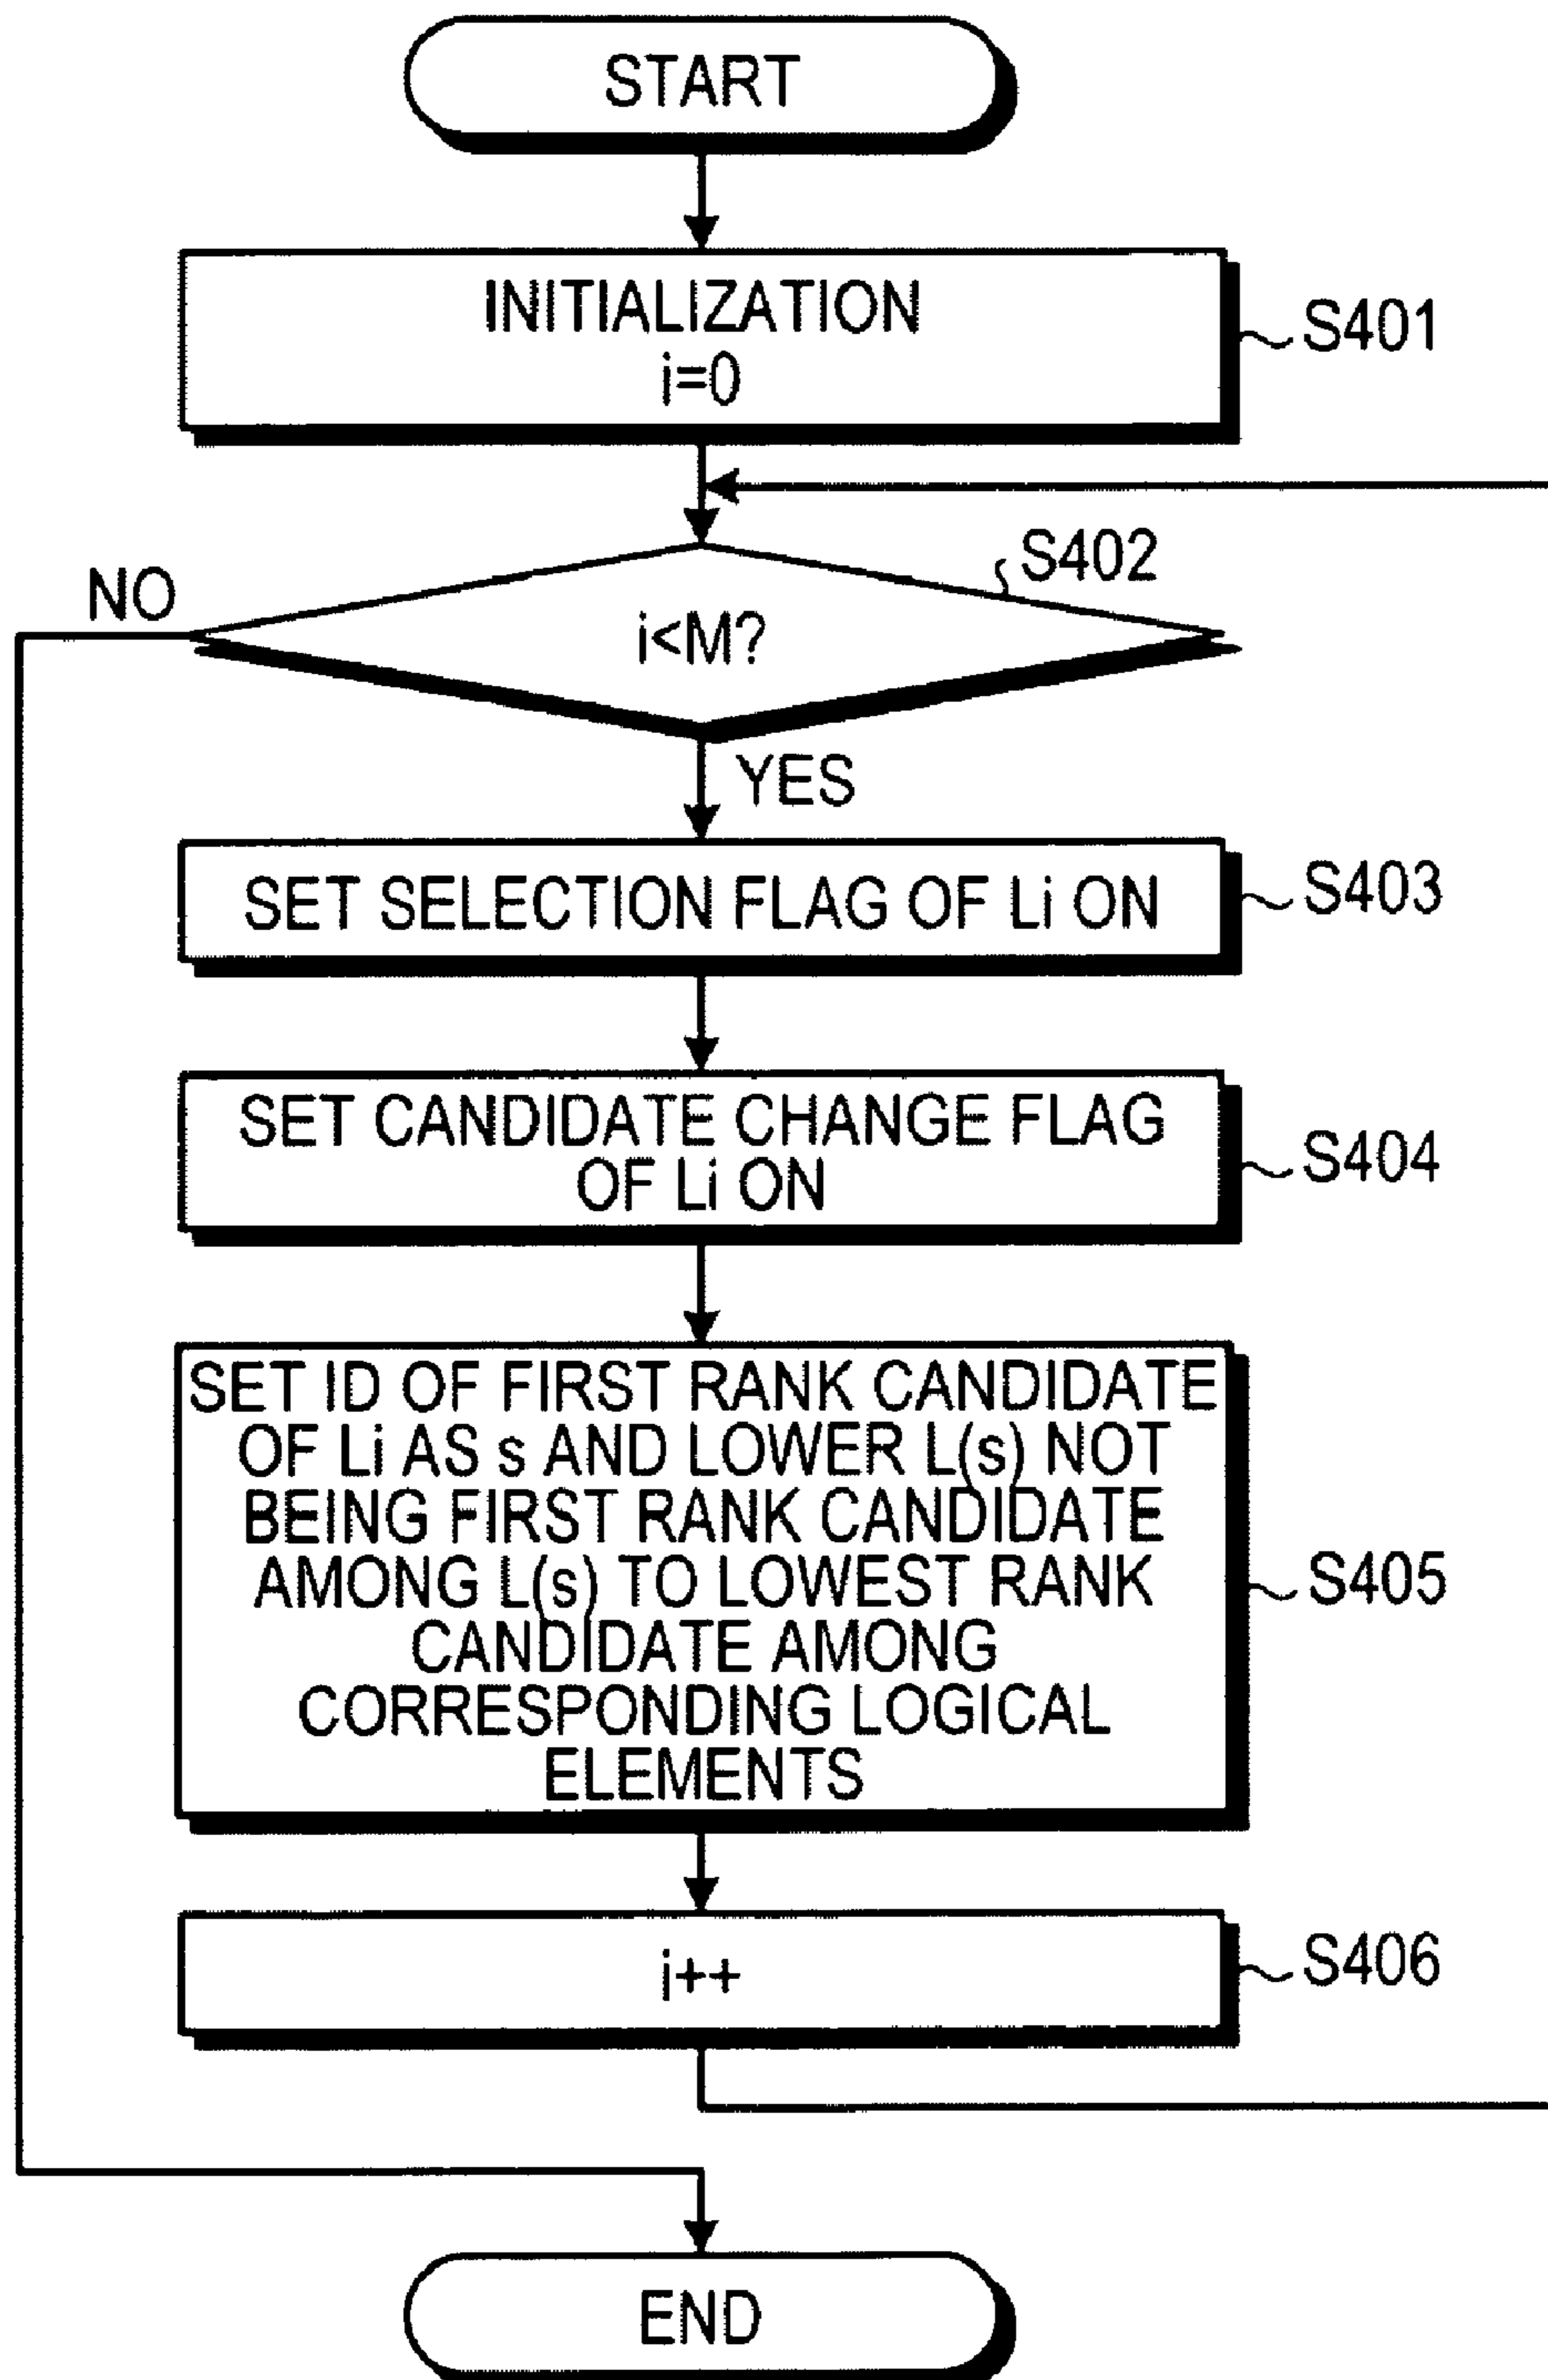 START
INITIALIZATION
i=0
S401
S402
NO
i<M?
YES
SET SELECTION FLAG OF Li ON
S403
SET CANDIDATE CHANGE FLAG
OF Li ON
S404
SET ID OF FIRST RANK CANDIDATE
OF Li AS s AND LOWER L(s) NOT
BEING FIRST RANK CANDIDATE
AMONG L(s) TO LOWEST RANK
CANDIDATE AMONG
CORRESPONDING LOGICAL
ELEMENTS
S405
i++
S406
END